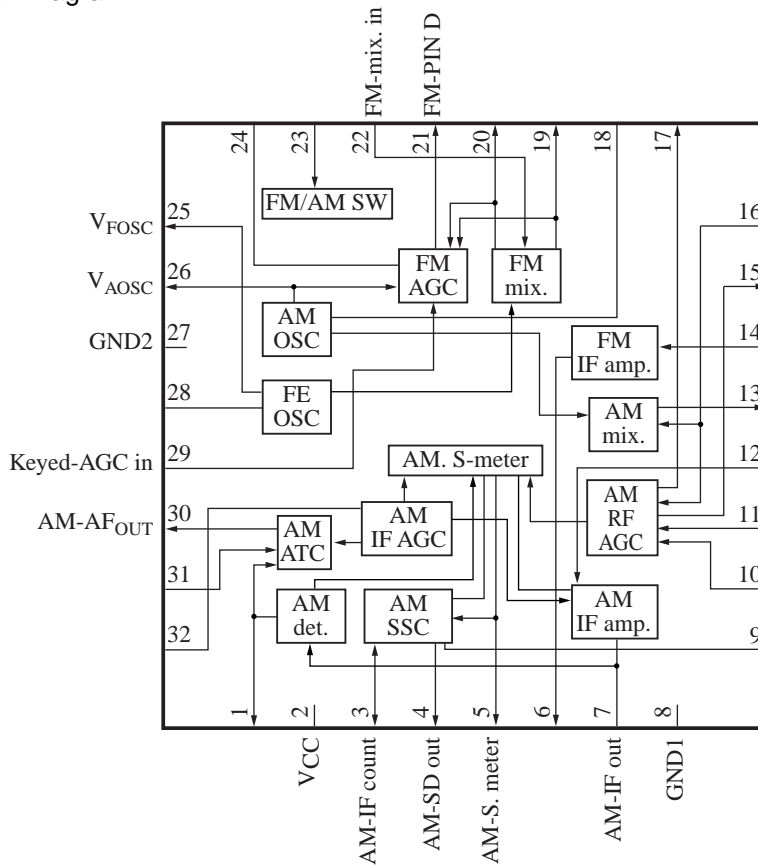 FM-mix. in
FM-PIN D
24
23
22
21
20
19
18
17
FM/AM SW
VFOSC
25
16
VAOSC
26
FM
AGC
FM
mix.
15
AM
OSC
GND2
27
FM
IF amp.
14
28
FE
OSC
AM
mix.
13
Keyed-AGC in
29
AM. S-meter
12
AM-AFOUT
30
AM
ATC
AM
IF AGC
AM
RF
AGC
11
31
10
32
AM
det.
AM
SSC
AM
IF amp.
9
1
2
3
4
5
6
7
8
VCC
AM-IF count
AM-SD out
AM-S. meter
AM-IF out
GND1